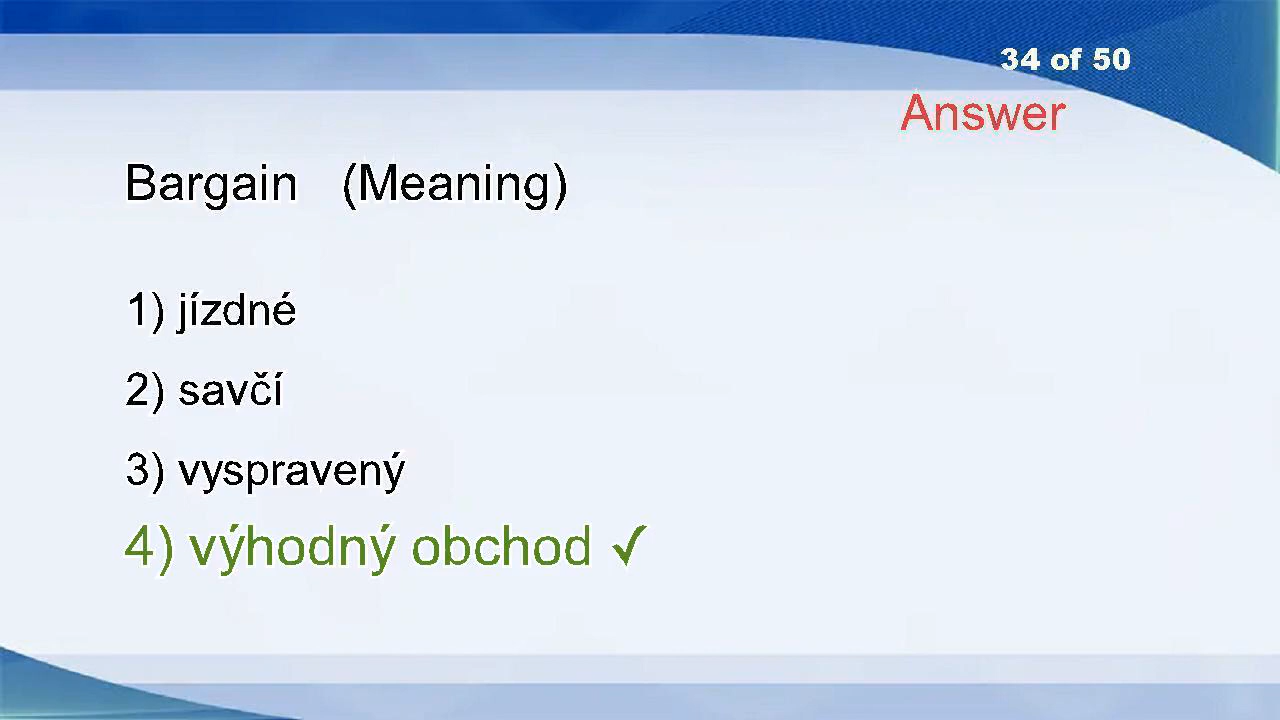 34 of 50
Answer
Bargain (Meaning)
1) jízdné
2) savčí
3) vyspravený
4) výhodný obchod ✓